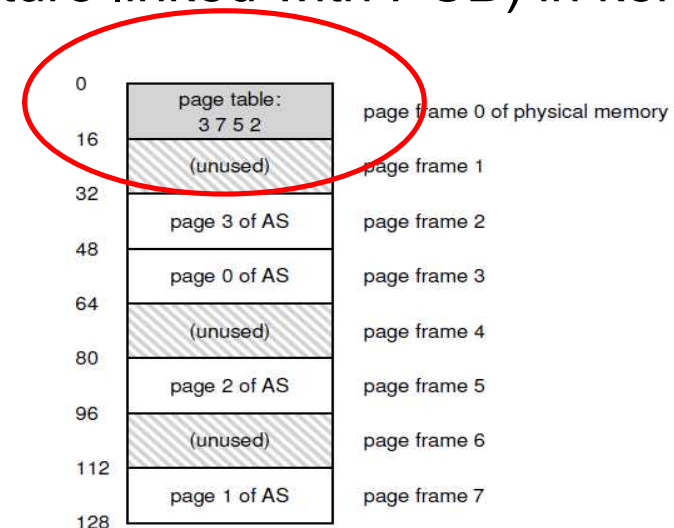 0
page table:
3 7 5 2
page frame 0 of physical memory
16
(unused)
page frame 1
32
page 3 of AS
page frame 2
48
page 0 of AS
page frame 3
64
(unused)
page frame 4
80
page 2 of AS
page frame 5
96
(unused)
page frame 6
112
page 1 of AS
page frame 7
128